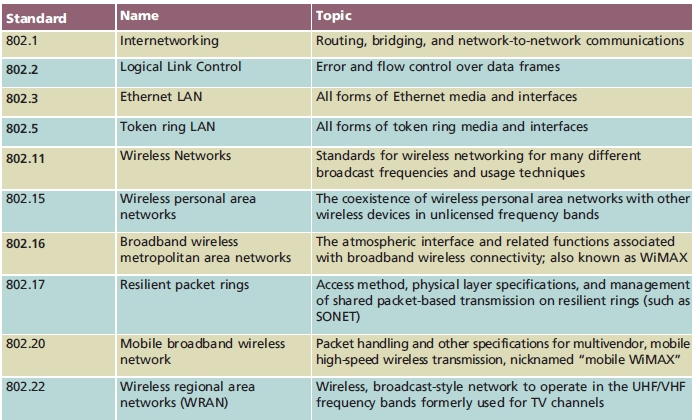 Standard Name Topic
802.1 Internetworking Routing, bridging, and network-to-network communications
802.2 Logical Link Control Error and flow control over data frames
802.3 Ethernet LAN All forms of Ethernet media and interfaces
802.5 Token ring LAN All forms of token ring media and interfaces
802.11 Wireless Networks Standards for wireless networking for many different
broadcast frequencies and usage techniques
802.15 Wireless personal area The coexistence of wireless personal area networks with other
networks wireless devices in unlicensed frequency bands
802.16 Broadband wireless The atmospheric interface and related functions associated
metropolitan area networks with broadband wireless connectivity; also known as WiMAX
802.17 Resilient packet rings Access method, physical layer specifications, and management
of shared packet-based transmission on resilient rings (such as
SONET)
802.20 Mobile broadband wireless Packet handling and other specifications for multivendor, mobile
network high-speed wireless transmission, nicknamed “mobile WiMAX”
802.22 Wireless regional area Wireless, broadcast-style network to operate in the UHF/VHF
networks (WRAN) frequency bands formerly used for TV channels